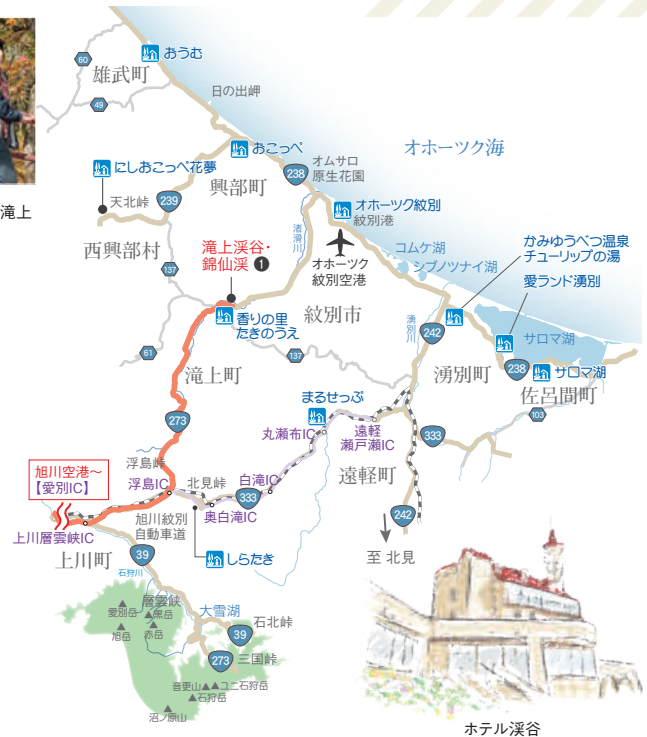 おうむ
60
雄武町
49
日の出岬
オホーツク海
おこっぺ
238
オムサロ
原生花園
にしおこっぺ花夢
興部町
天北峠
239
オホーツク紋別
紋別港
滝上
西興部村
137
滝上渓谷・
錦仙渓 ❶
渚滑川
オホーツク
紋別空港
コムケ湖
シブノツナイ湖
かみゆうべつ温泉
チューリップの湯
愛ランド湧別
香りの里
たきのうえ
紋別市
湧別川
242
サロマ湖
61
137
滝上町
湧別町
238
サロマ湖
佐呂間町
103
まるせっぷ
273
丸瀬布IC
遠軽
瀬戸瀬IC
333
旭川空港~
【愛別IC】
浮島峠
浮島IC
北見峠
白滝IC
333
遠軽町
奥白滝IC
旭川紋別
自動車道
242
上川層雲峡IC
上川町
39
しらたき
至 北見
石狩川
層雲峡
大雪湖
愛別岳
黒岳
旭岳
赤岳
39
石北峠
273
三国峠
音更山
ユニ石狩岳
石狩岳
沼ノ原山
ホテル渓谷